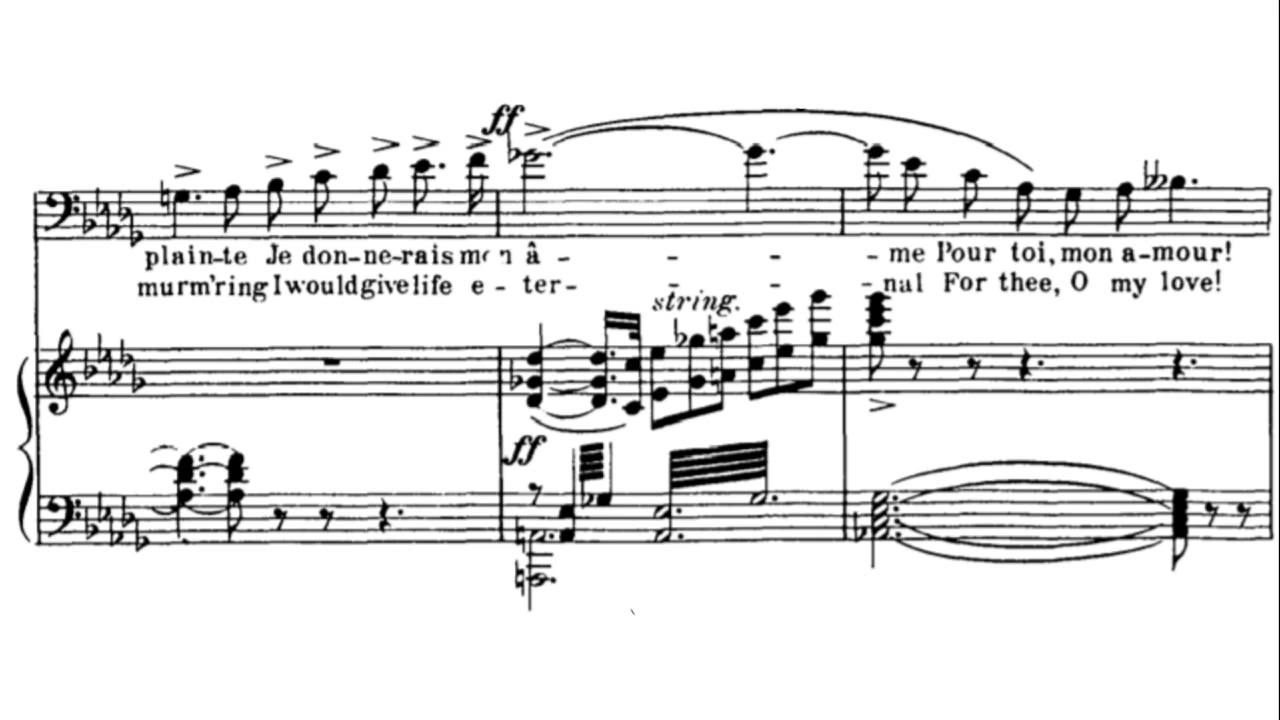 ff
plain-te Je don-ne-rais mon â - - - - me Pour toi, mon a-mour!
murm'ring I would give life e - ter- - - - nal For thee, O my love!
string.
ff